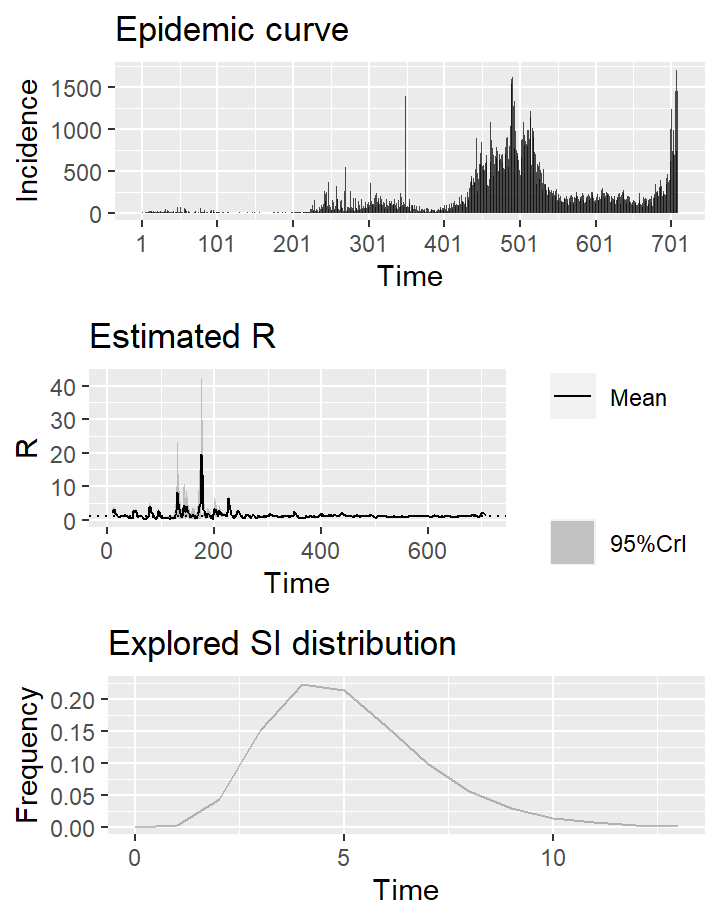 Epidemic curve
Incidence
1500
1000
500
0
1 101 201 301 401 501 601 701
Time
Estimated R
R
40
30
20
10
0
0 200 400 600
Time
Mean
95%CrI
Explored SI distribution
Frequency
0.20
0.15
0.10
0.05
0.00
0 5 10
Time